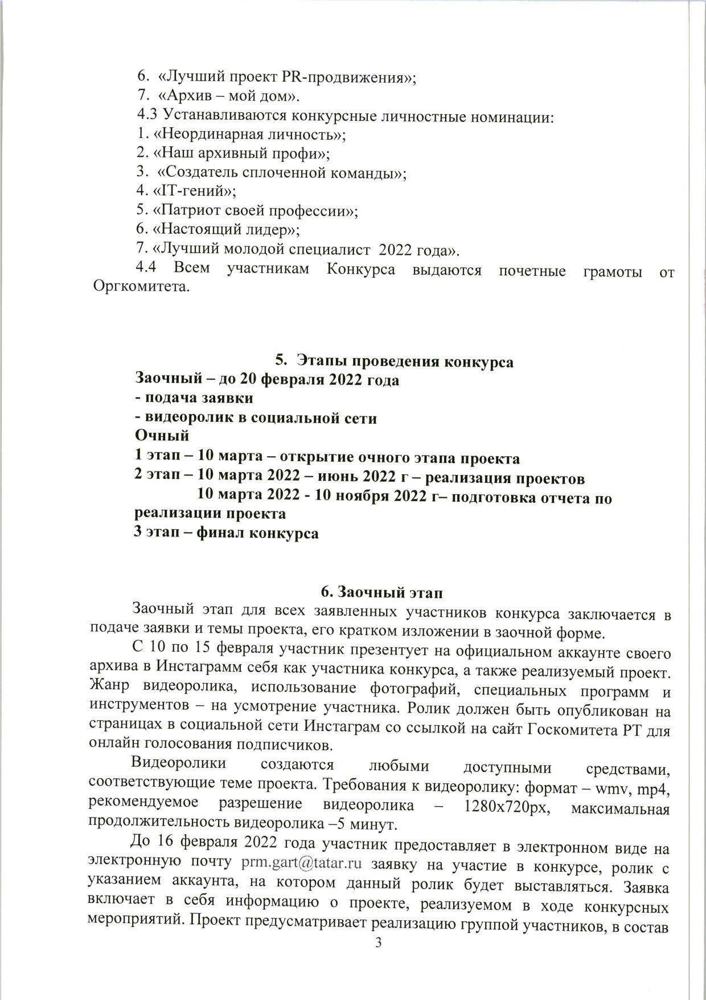 6. «Лучший проект PR-продвижения»;
7. «Архив – мой дом».
4.3 Устанавливаются конкурсные личностные номинации:
1. «Неординарная личность»;
2. «Наш архивный профи»;
3. «Создатель сплоченной команды»;
4. «IT-гений»;
5. «Патриот своей профессии»;
6. «Настоящий лидер»;
7. «Лучший молодой специалист 2022 года».
4.4 Всем участникам Конкурса выдаются почетные грамоты от
Оргкомитета.
5. Этапы проведения конкурса
Заочный – до 20 февраля 2022 года
- подача заявки
- видеоролик в социальной сети
Очный
1 этап – 10 марта – открытие очного этапа проекта
2 этап – 10 марта 2022 – июнь 2022 г – реализация проектов
10 марта 2022 - 10 ноября 2022 г– подготовка отчета по
реализации проекта
3 этап – финал конкурса
6. Заочный этап
Заочный этап для всех заявленных участников конкурса заключается в
подаче заявки и темы проекта, его кратком изложении в заочной форме.
С 10 по 15 февраля участник презентует на официальном аккаунте своего
архива в Инстаграмм себя как участника конкурса, а также реализуемый проект.
Жанр видеоролика, использование фотографий, специальных программ и
инструментов – на усмотрение участника. Ролик должен быть опубликован на
страницах в социальной сети Инстаграм со ссылкой на сайт Госкомитета РТ для
онлайн голосования подписчиков.
Видеоролики создаются любыми доступными средствами,
соответствующие теме проекта. Требования к видеоролику: формат – wmv, mp4,
рекомендуемое разрешение видеоролика – 1280x720px, максимальная
продолжительность видеоролика –5 минут.
До 16 февраля 2022 года участник предоставляет в электронном виде на
электронную почту prm.gart@tatar.ru заявку на участие в конкурсе, ролик с
указанием аккаунта, на котором данный ролик будет выставляться. Заявка
включает в себя информацию о проекте, реализуемом в ходе конкурсных
мероприятий. Проект предусматривает реализацию группой участников, в состав
3